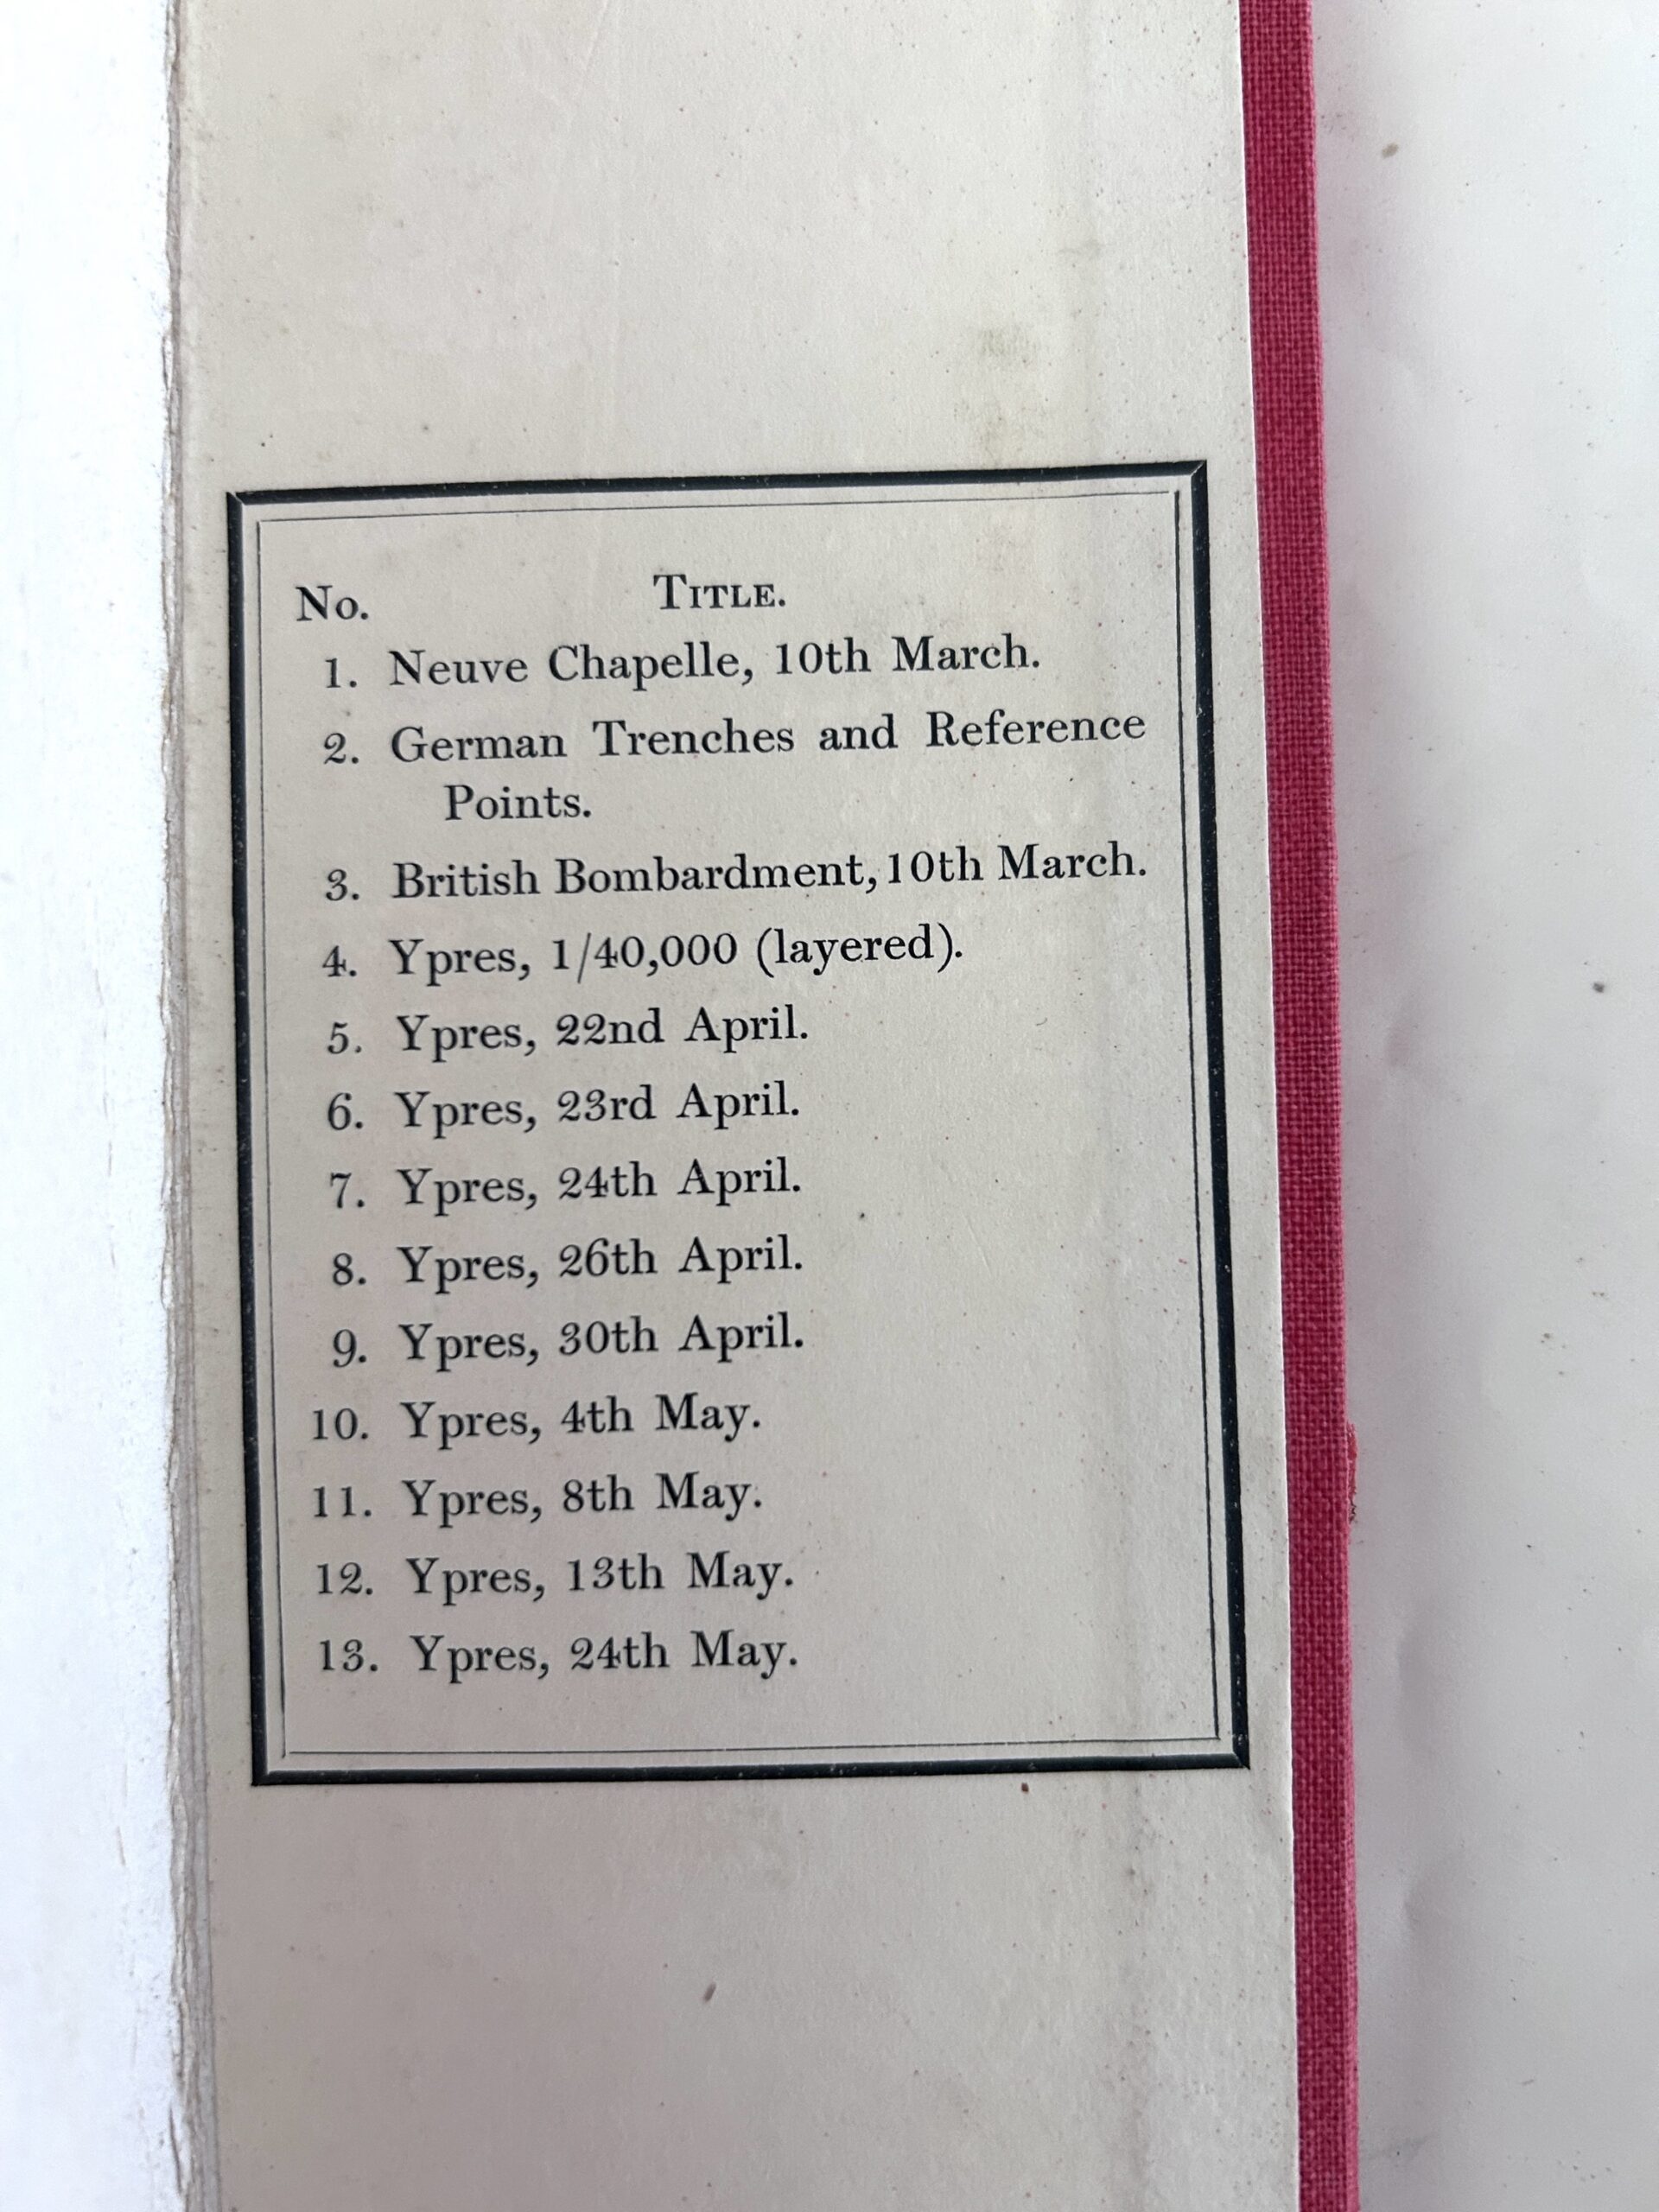 No. TITLE.
1. Neuve Chapelle, 10th March.
2. German Trenches and Reference
Points.
3. British Bombardment, 10th March.
4. Ypres, 1/40,000 (layered).
5. Ypres, 22nd April.
6. Ypres, 23rd April.
7. Ypres, 24th April.
8. Ypres, 26th April.
9. Ypres, 30th April.
10. Ypres, 4th May.
11. Ypres, 8th May.
12. Ypres, 13th May.
13. Ypres, 24th May.